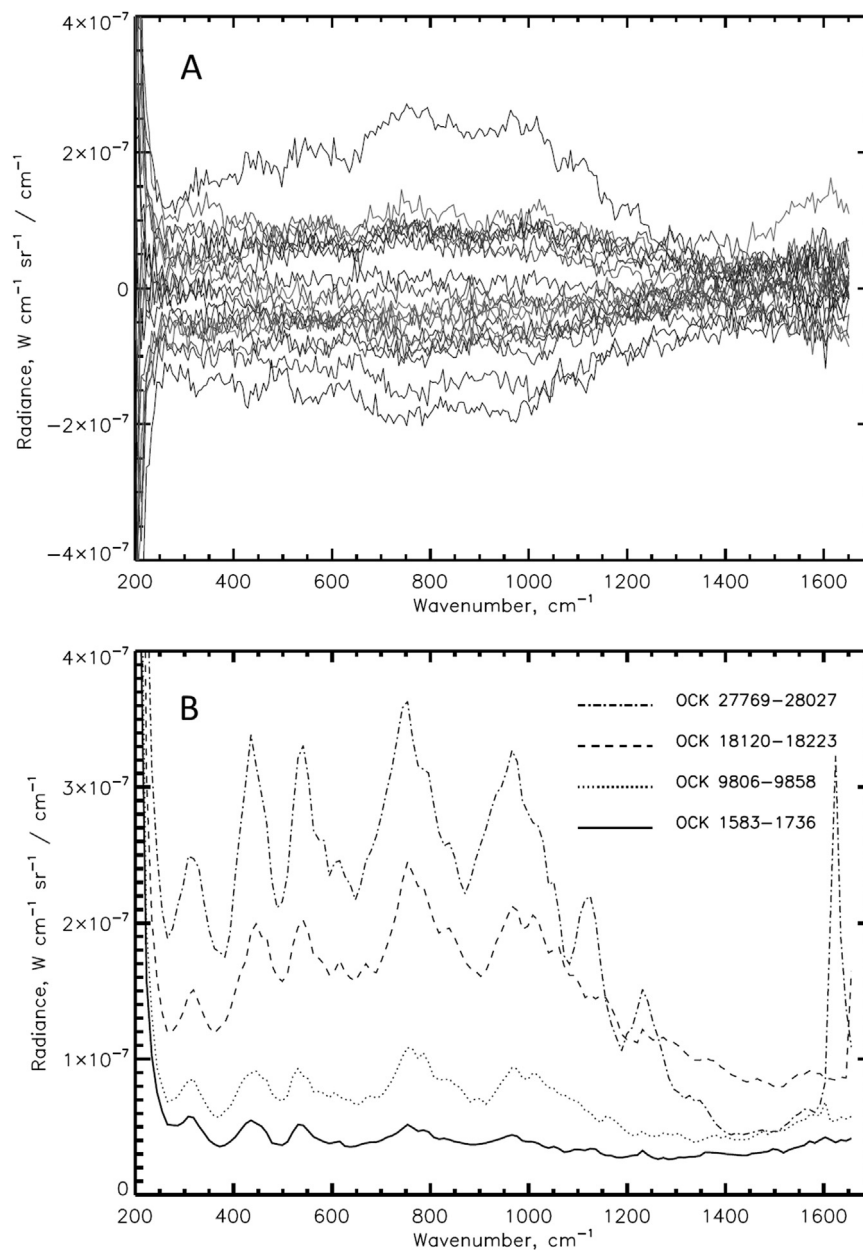 A
4×10⁻⁷
2×10⁻⁷
0
−2×10⁻⁷
−4×10⁻⁷
Radiance, W cm⁻¹ sr⁻¹ / cm⁻¹
200 400 600 800 1000 1200 1400 1600
Wavenumber, cm⁻¹
B
4×10⁻⁷
3×10⁻⁷
2×10⁻⁷
1×10⁻⁷
0
Radiance, W cm⁻¹ sr⁻¹ / cm⁻¹
OCK 27769−28027
OCK 18120−18223
OCK 9806−9858
OCK 1583−1736
200 400 600 800 1000 1200 1400 1600
Wavenumber, cm⁻¹